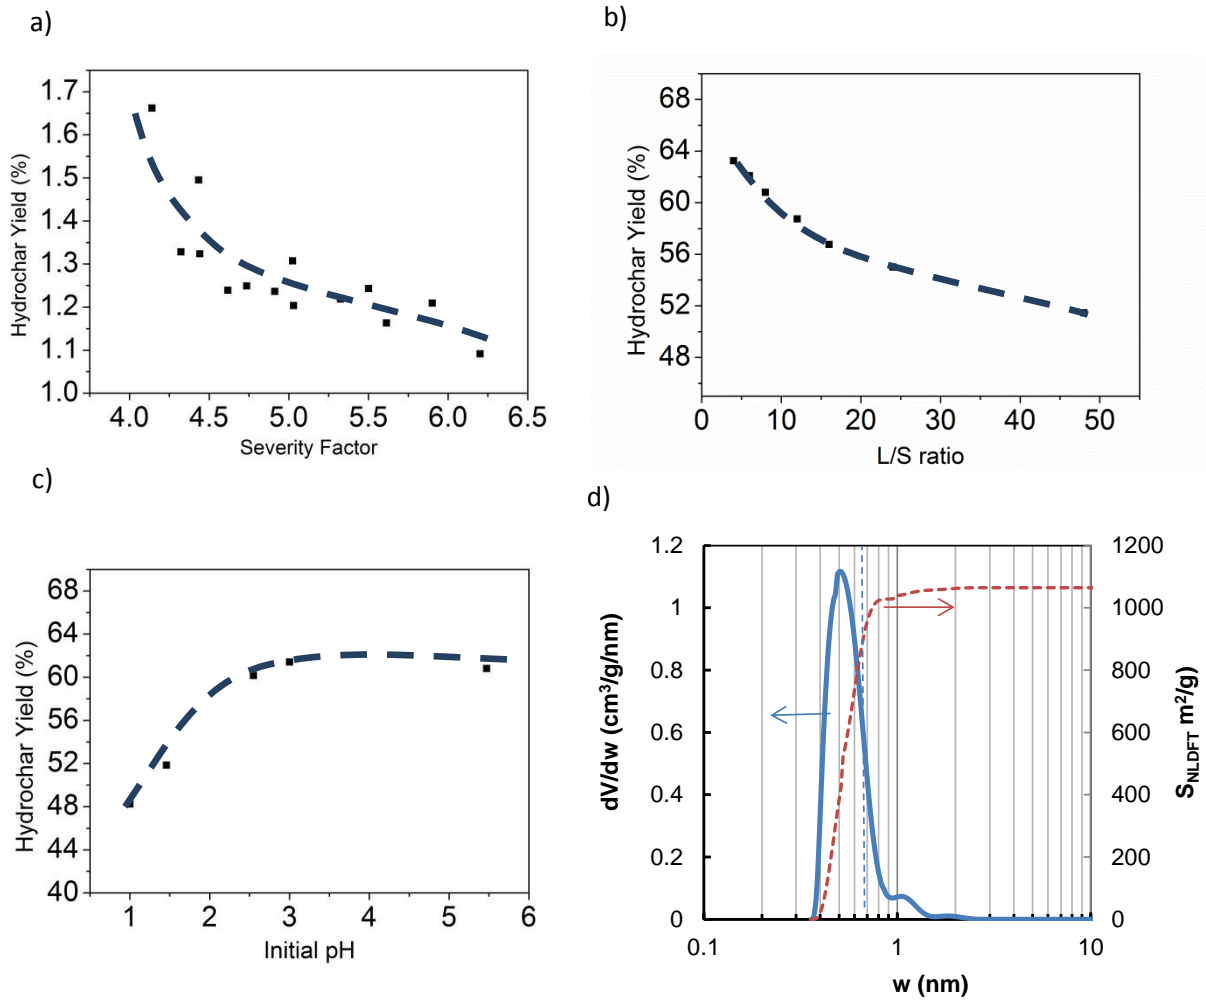 a)
1.7
1.6
1.5
1.4
1.3
1.2
1.1
1.0
Hydrochar Yield (%)
4.0 4.5 5.0 5.5 6.0 6.5
Severity Factor
b)
68
64
60
56
52
48
Hydrochar Yield (%)
0 10 20 30 40 50
L/S ratio
c)
68
64
60
56
52
48
44
40
Hydrochar Yield (%)
1 2 3 4 5 6
Initial pH
d)
1.2
1
0.8
0.6
0.4
0.2
0
dV/dw (cm³/g/nm)
1200
1000
800
600
400
200
0
S_NLDFT m²/g
0.1 1 10
w (nm)